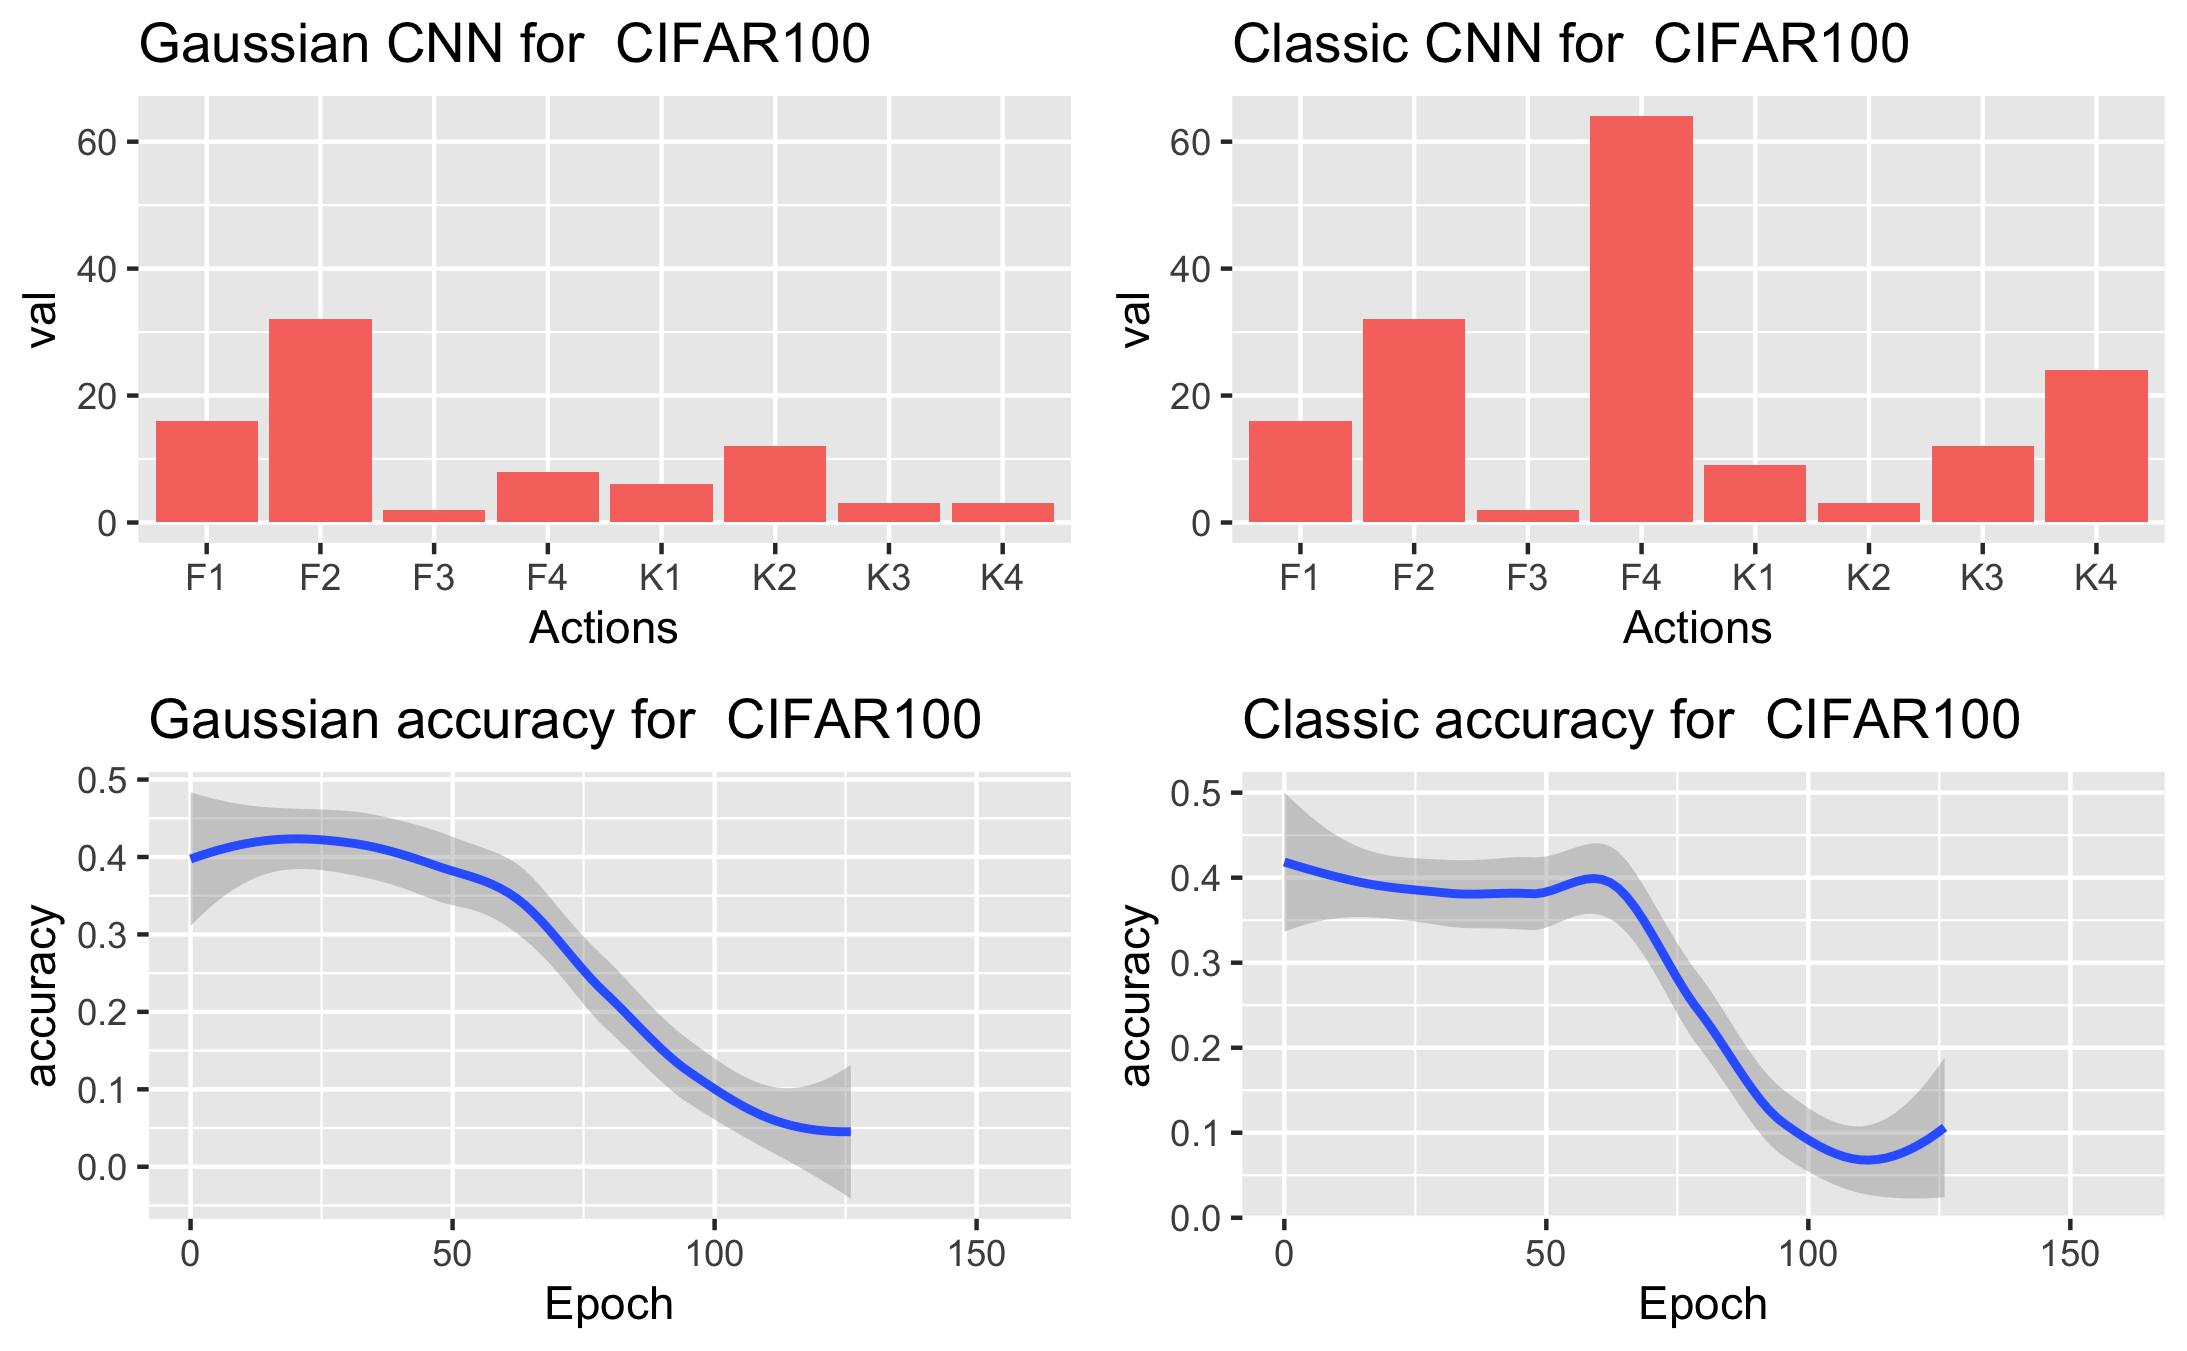 Gaussian CNN for  CIFAR100
60
40
20
0
val
F1 F2 F3 F4 K1 K2 K3 K4
Actions
Classic CNN for  CIFAR100
60
40
20
0
val
F1 F2 F3 F4 K1 K2 K3 K4
Actions
Gaussian accuracy for  CIFAR100
0.5
0.4
0.3
0.2
0.1
0.0
accuracy
0 50 100 150
Epoch
Classic accuracy for  CIFAR100
0.5
0.4
0.3
0.2
0.1
0.0
accuracy
0 50 100 150
Epoch